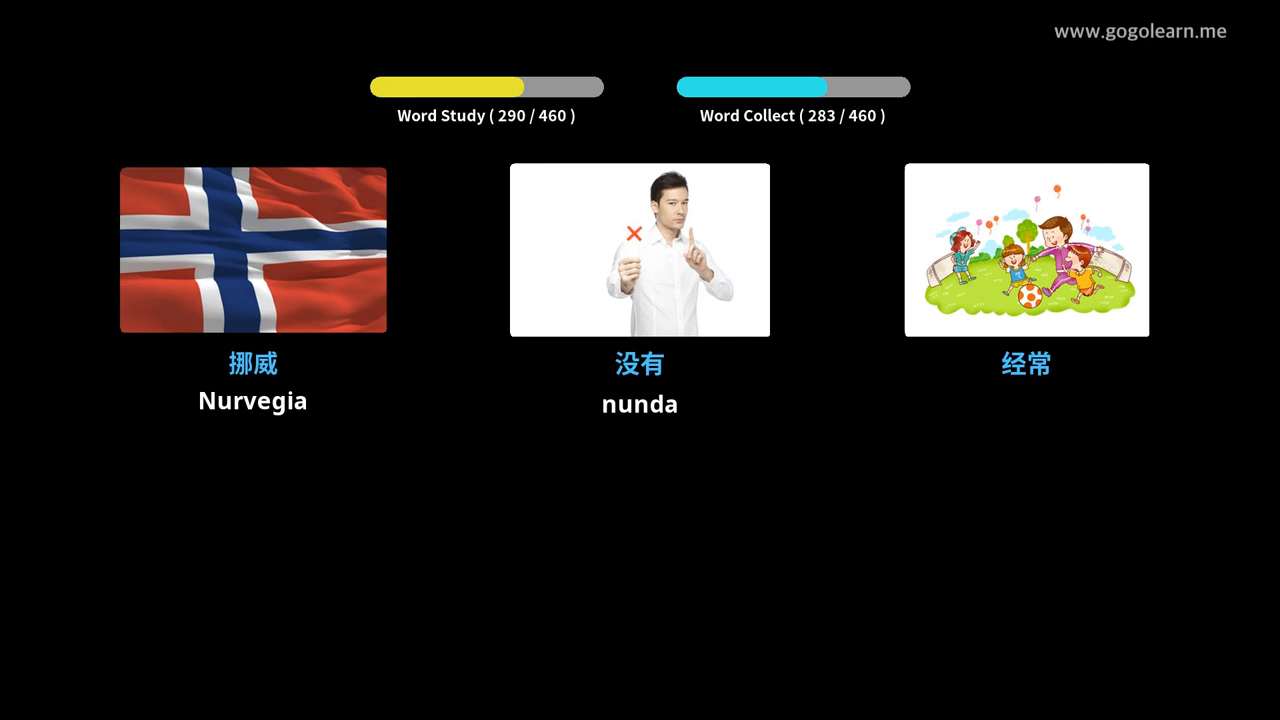 www.gogolearn.me
Word Study ( 290 / 460 )
Word Collect ( 283 / 460 )
挪威
没有
经常
Nurvegia
nunda